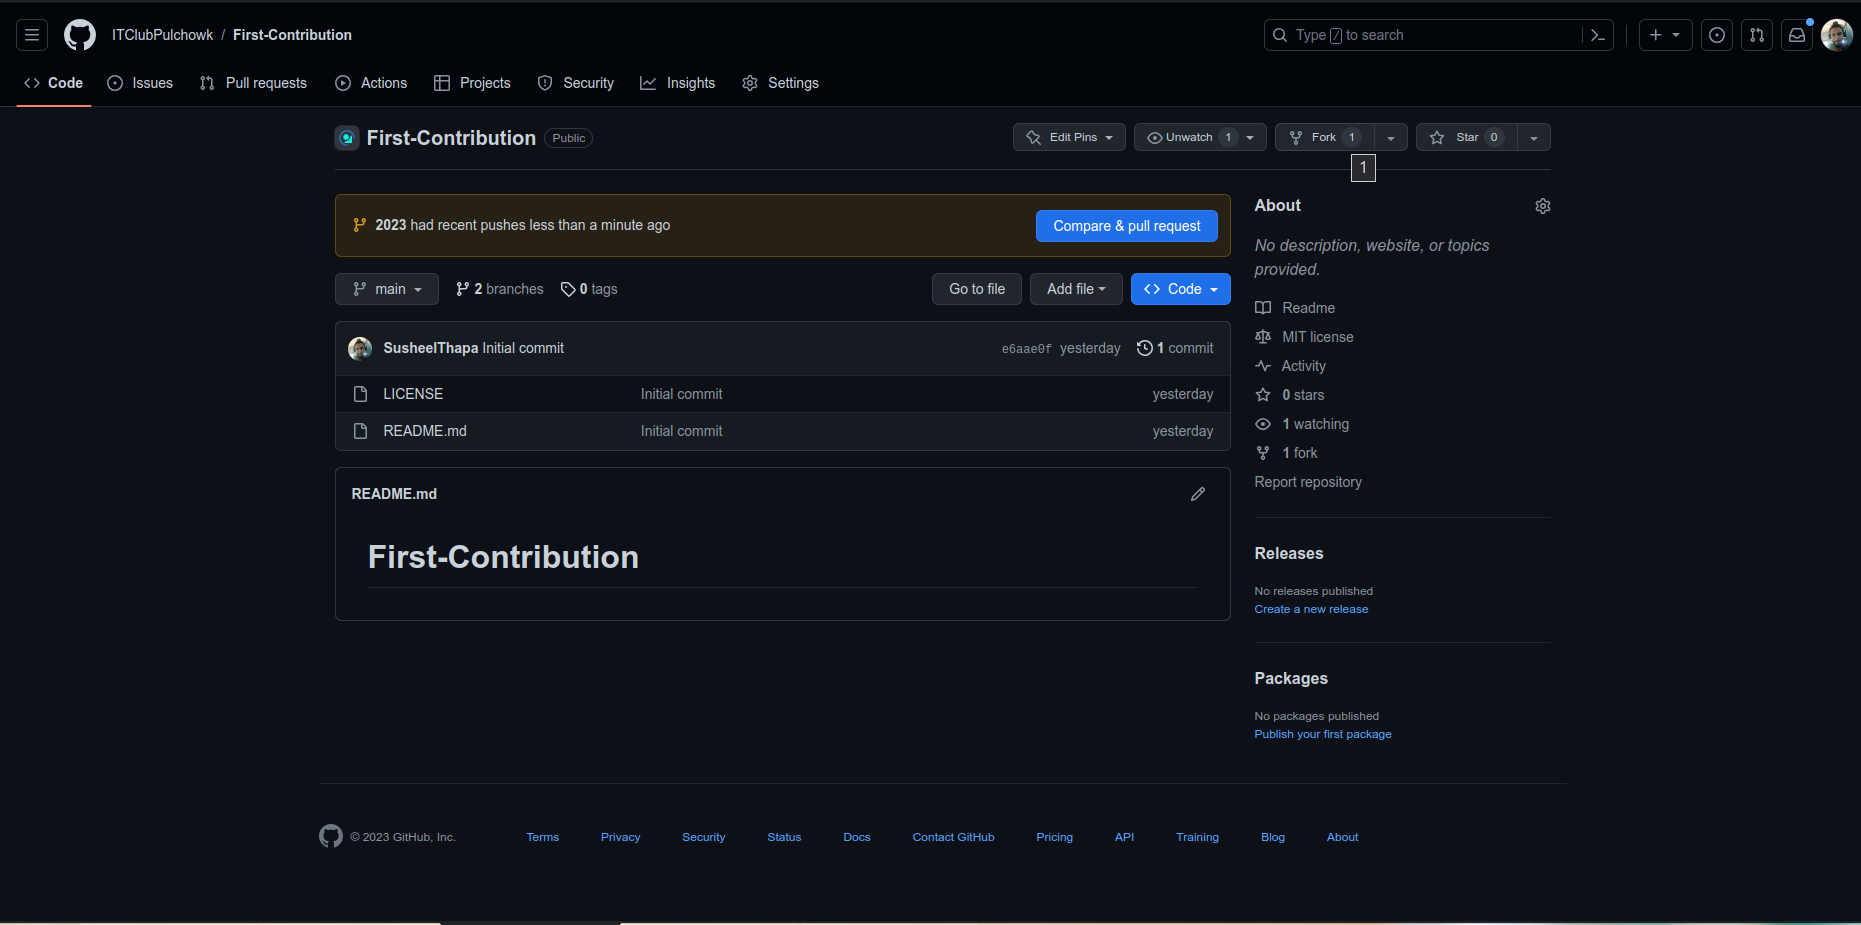 ITClubPulchowk / First-Contribution
Type / to search
Code Issues Pull requests Actions Projects Security Insights Settings
First-Contribution Public
Edit Pins Unwatch 1 Fork 1 Star 0
1
2023 had recent pushes less than a minute ago Compare & pull request
main 2 branches 0 tags Go to file Add file Code
SusheelThapa Initial commit e6aae0f yesterday 1 commit
LICENSE Initial commit yesterday
README.md Initial commit yesterday
README.md
First-Contribution
About
No description, website, or topics
provided.
Readme
MIT license
Activity
0 stars
1 watching
1 fork
Report repository
Releases
No releases published
Create a new release
Packages
No packages published
Publish your first package
© 2023 GitHub, Inc. Terms Privacy Security Status Docs Contact GitHub Pricing API Training Blog About